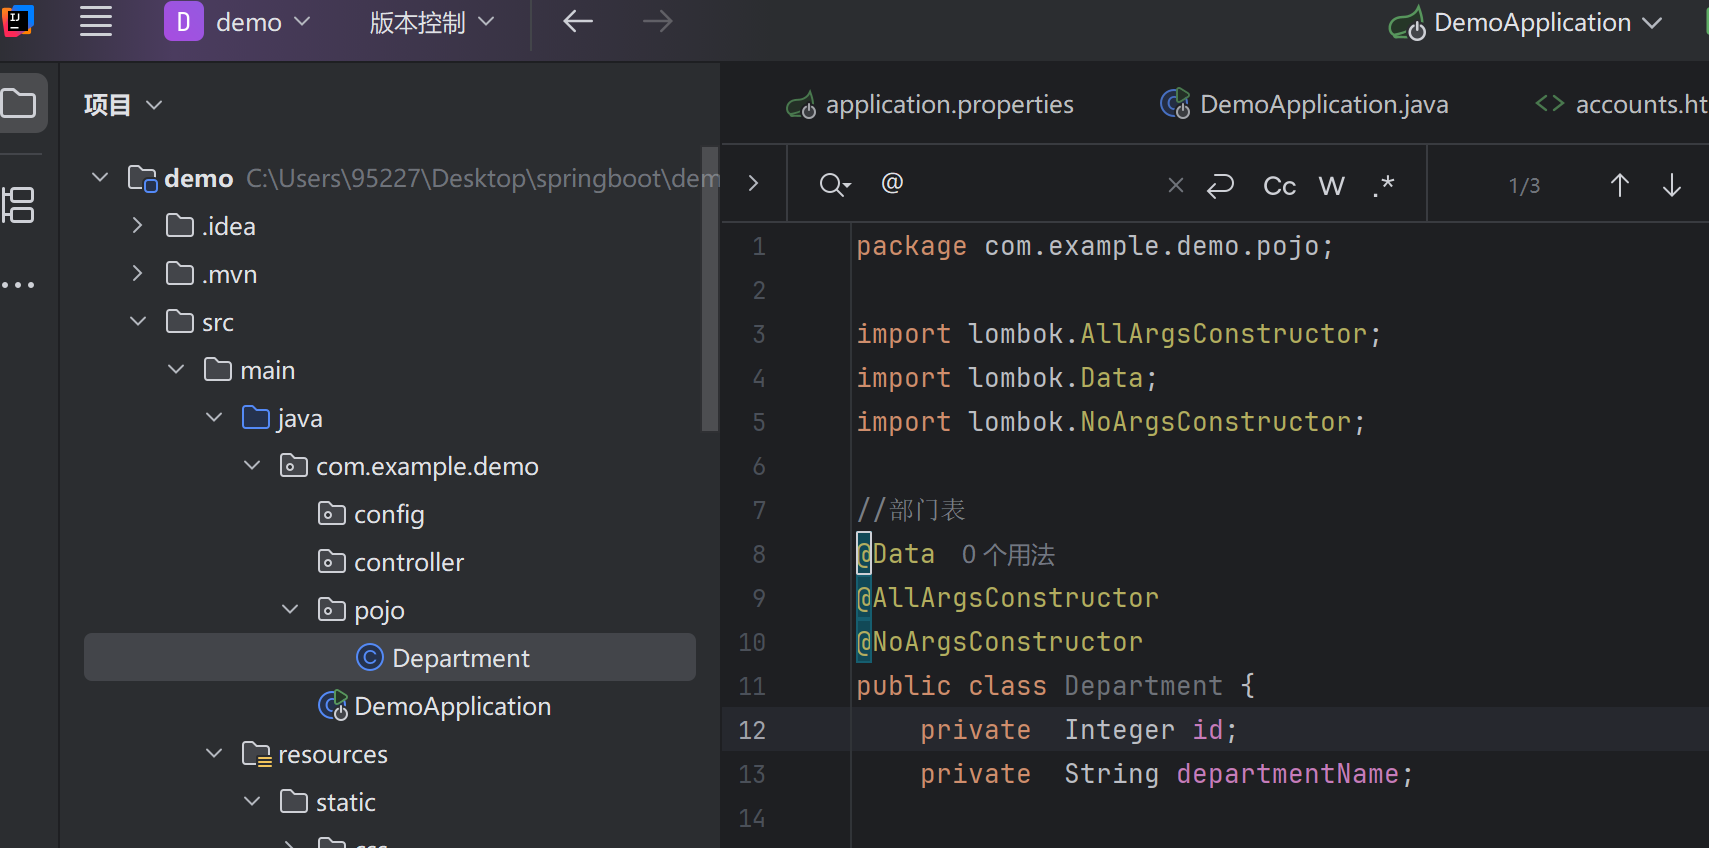 D demo 版本控制 DemoApplication
项目
application.properties DemoApplication.java accounts.ht
demo C:\Users\95227\Desktop\springboot\dem
@ Cc W .* 1/3
.idea
.mvn
src
main
java
com.example.demo
config
controller
pojo
Department
DemoApplication
resources
static
1 package com.example.demo.pojo;
2
3 import lombok.AllArgsConstructor;
4 import lombok.Data;
5 import lombok.NoArgsConstructor;
6
7 //部门表
8 @Data 0 个用法
9 @AllArgsConstructor
10 @NoArgsConstructor
11 public class Department {
12 private  Integer id;
13 private  String departmentName;
14